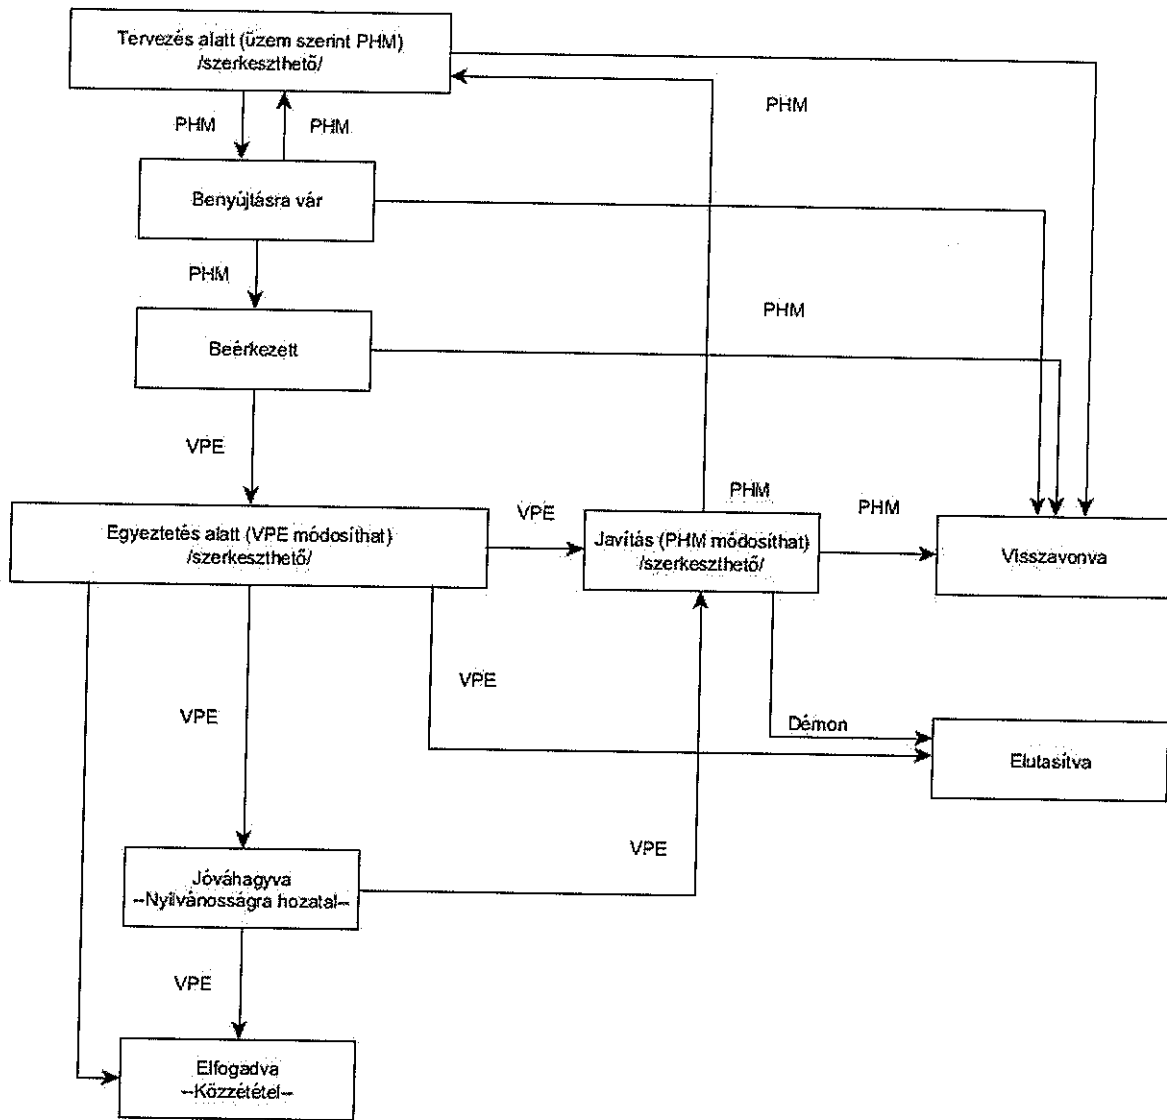 Tervezés alatt (üzem szerint PHM)
/szerkeszthető/
PHM
PHM
PHM
Benyújtásra vár
PHM
PHM
Beérkezett
VPE
PHM
VPE
PHM
Egyeztetés alatt (VPE módosíthat)
/szerkeszthető/
Javítás (PHM módosíthat)
/szerkeszthető/
Visszavonva
VPE
VPE
Démon
Elutasítva
VPE
Jóváhagyva
--Nyilvánosságra hozatal--
VPE
Elfogadva
--Közzététel--